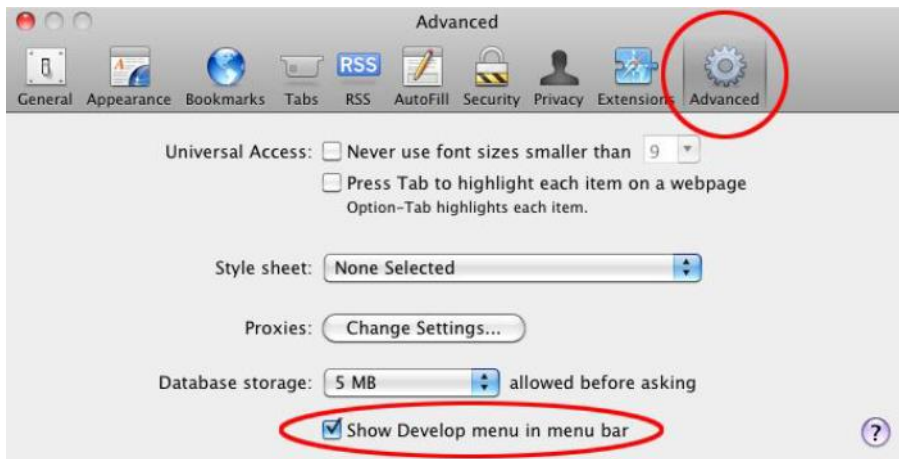 Advanced
General Appearance Bookmarks Tabs RSS RSS AutoFill Security Privacy Extensions Advanced
Universal Access: Never use font sizes smaller than 9
Press Tab to highlight each item on a webpage
Option-Tab highlights each item.
Style sheet: None Selected
Proxies: Change Settings...
Database storage: 5 MB allowed before asking
Show Develop menu in menu bar ?